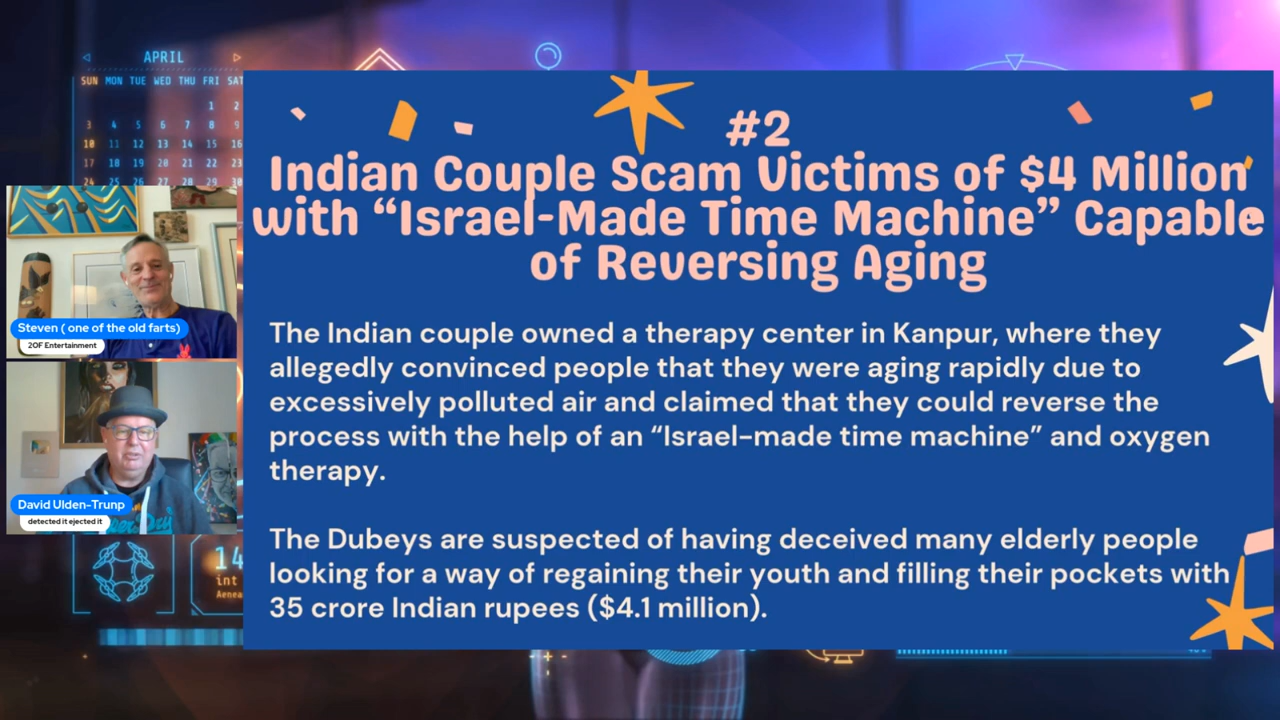 APRIL
SUN MON TUE WED THU FRI SAT
1 2
3 4 5 6 7 8 9
10 11 12 13 14 15 16
17 18 19 20 21 22 23
24 25 26 27 28 29 30
#2
Indian Couple Scam Victims of $4 Million
with “Israel-Made Time Machine” Capable
of Reversing Aging
The Indian couple owned a therapy center in Kanpur, where they
allegedly convinced people that they were aging rapidly due to
excessively polluted air and claimed that they could reverse the
process with the help of an “Israel-made time machine” and oxygen
therapy.
The Dubeys are suspected of having deceived many elderly people
looking for a way of regaining their youth and filling their pockets with
35 crore Indian rupees ($4.1 million).
Steven ( one of the old farts)
2OF Entertainment
David Ulden-Trunp
detected it ejected it
14
int
Aenea